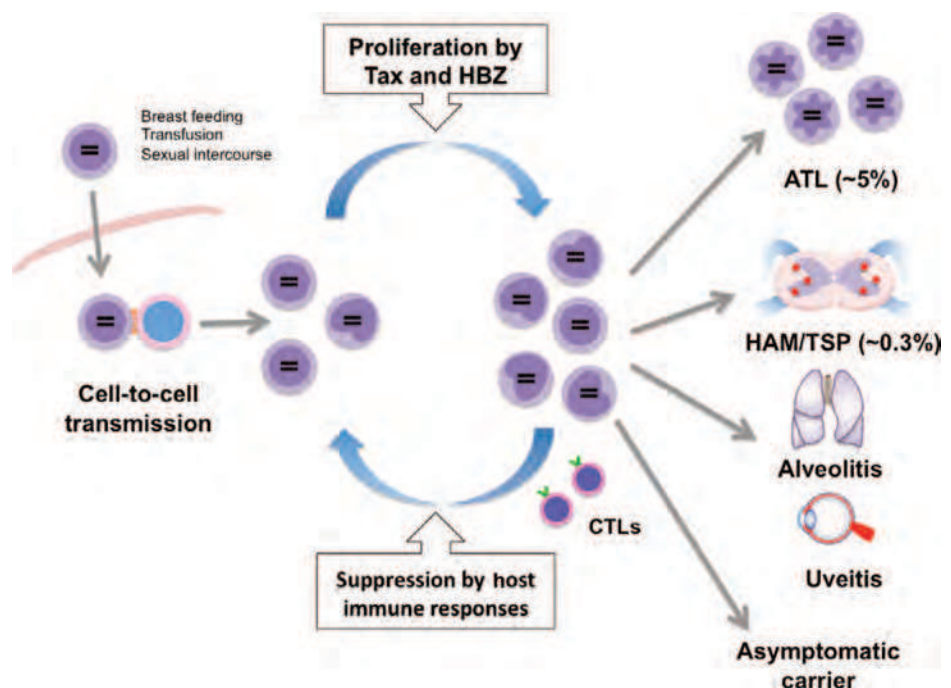 Proliferation by
Tax and HBZ
Breast feeding
Transfusion
Sexual intercourse
ATL (~5%)
HAM/TSP (~0.3%)
Cell-to-cell
transmission
Alveolitis
CTLs
Suppression by host
immune responses
Uveitis
Asymptomatic
carrier